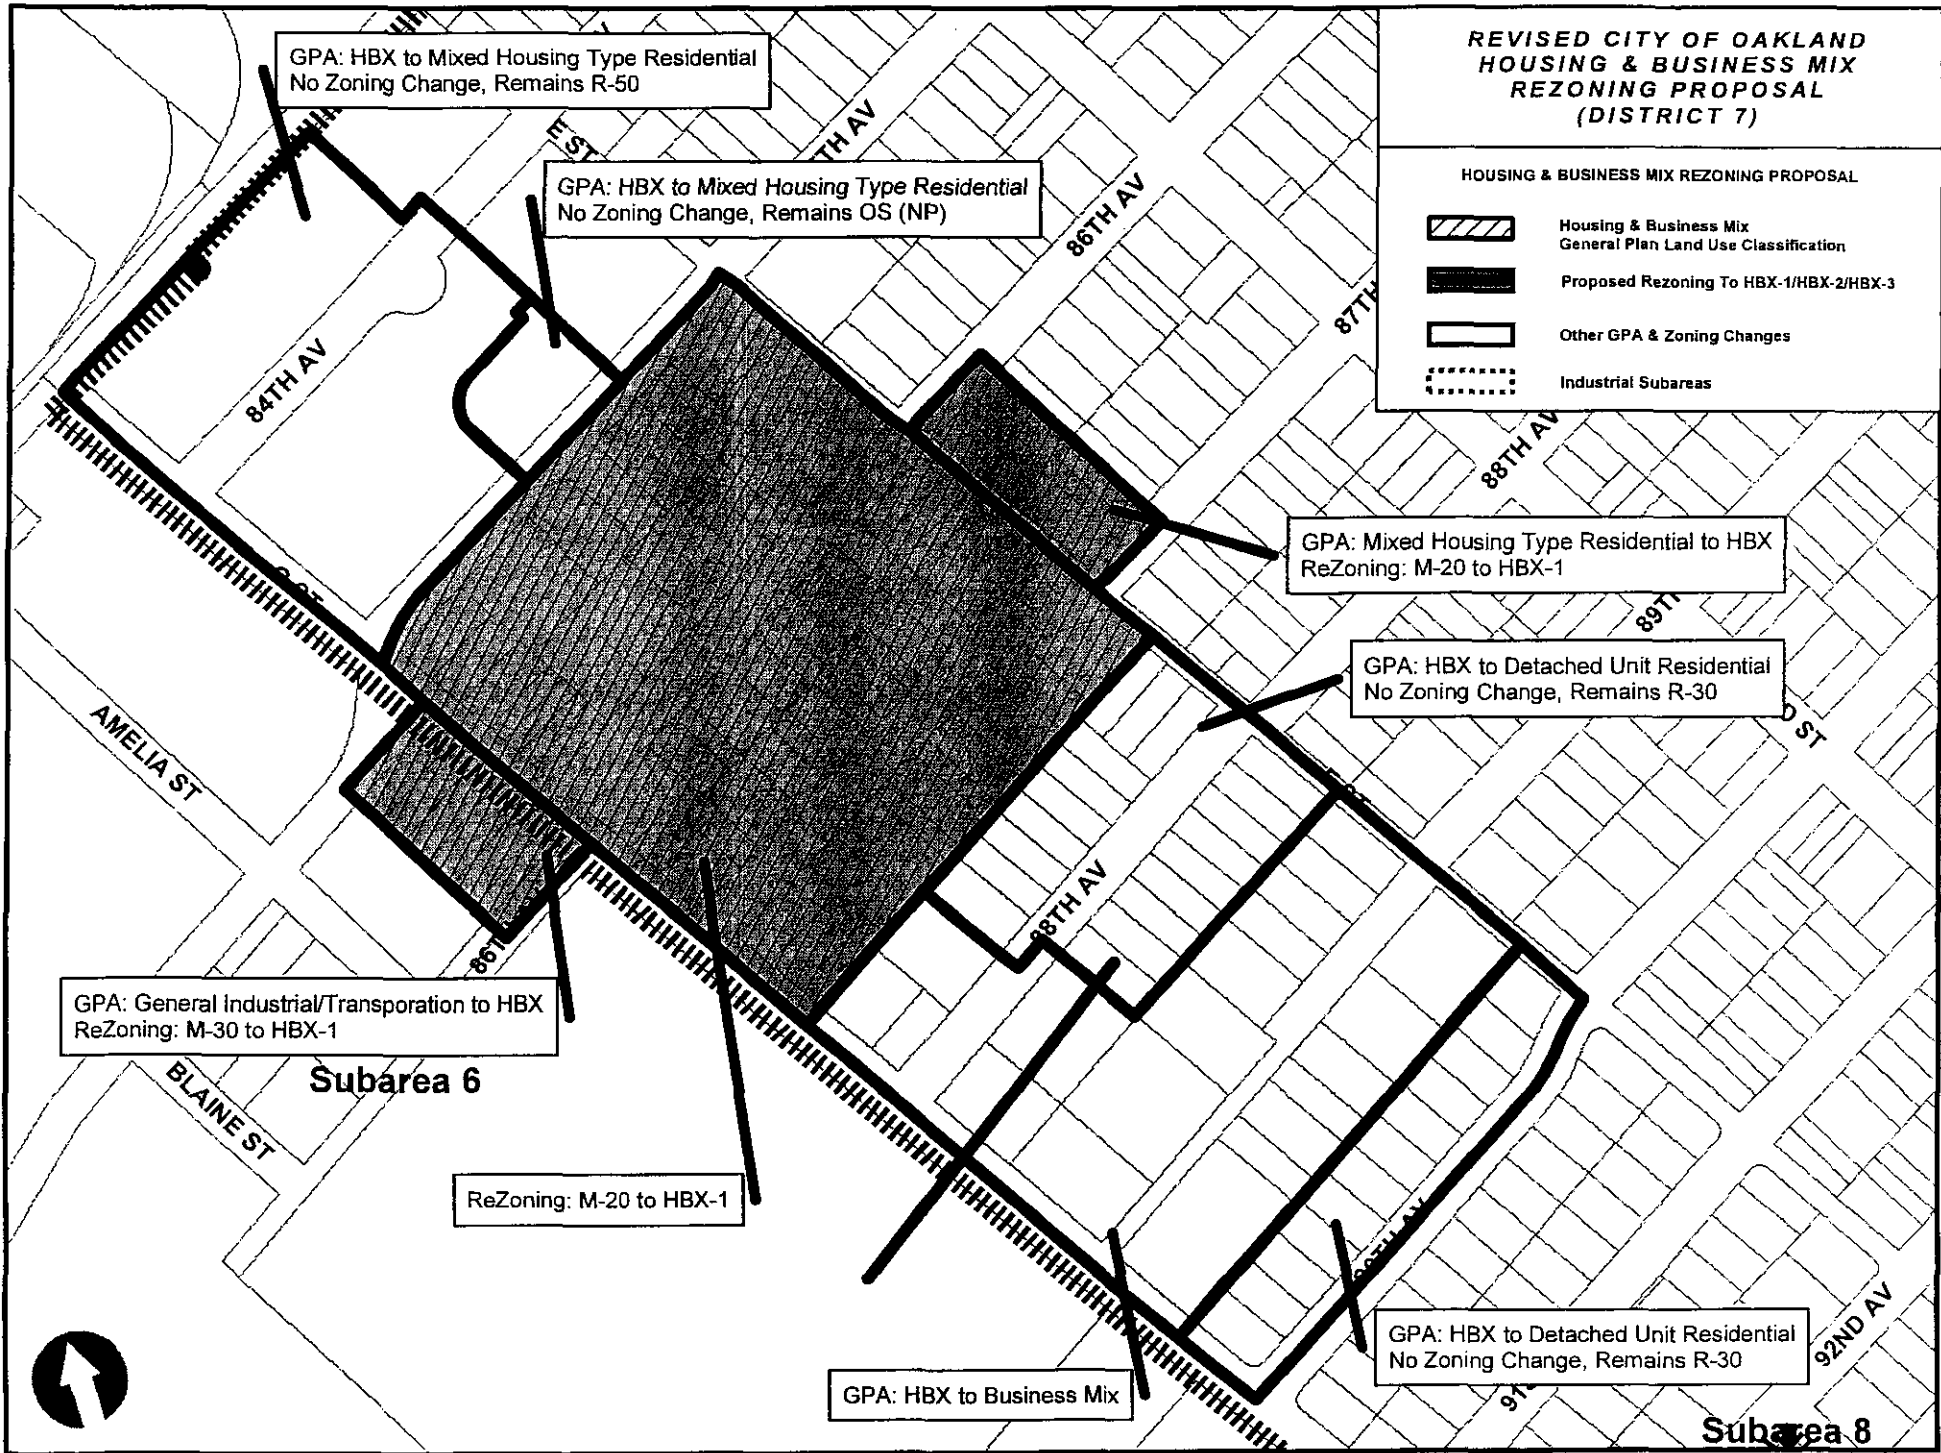 REVISED CITY OF OAKLAND
HOUSING & BUSINESS MIX
REZONING PROPOSAL
(DISTRICT 7)
HOUSING & BUSINESS MIX REZONING PROPOSAL
Housing & Business Mix
General Plan Land Use Classification
Proposed Rezoning To HBX-1/HBX-2/HBX-3
Other GPA & Zoning Changes
Industrial Subareas
GPA: HBX to Mixed Housing Type Residential
No Zoning Change, Remains R-50
GPA: HBX to Mixed Housing Type Residential
No Zoning Change, Remains OS (NP)
GPA: Mixed Housing Type Residential to HBX
ReZoning: M-20 to HBX-1
GPA: HBX to Detached Unit Residential
No Zoning Change, Remains R-30
GPA: General Industrial/Transporation to HBX
ReZoning: M-30 to HBX-1
ReZoning: M-20 to HBX-1
GPA: HBX to Business Mix
GPA: HBX to Detached Unit Residential
No Zoning Change, Remains R-30
E ST
TH AV
86TH AV
87TH
88TH AV
84TH AV
AMELIA ST
88TH AV
D ST
BLAINE ST
92ND AV
Subarea 6
Subarea 8